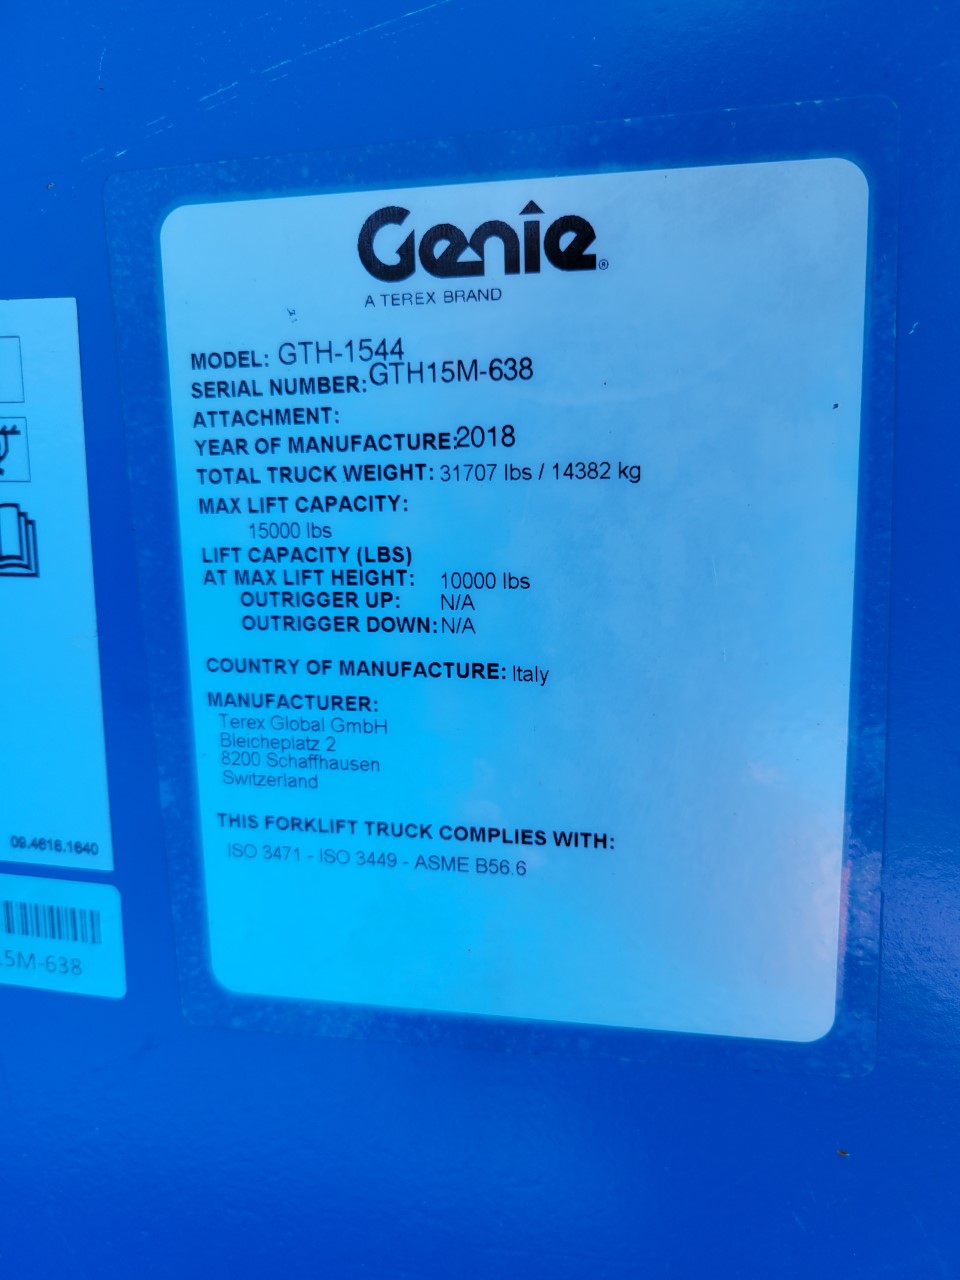 Genie®
A TEREX BRAND
MODEL: GTH-1544
SERIAL NUMBER: GTH15M-638
ATTACHMENT:
YEAR OF MANUFACTURE: 2018
TOTAL TRUCK WEIGHT: 31707 lbs / 14382 kg
MAX LIFT CAPACITY:
15000 lbs
LIFT CAPACITY (LBS)
AT MAX LIFT HEIGHT: 10000 lbs
OUTRIGGER UP: N/A
OUTRIGGER DOWN: N/A
COUNTRY OF MANUFACTURE: Italy
MANUFACTURER:
Terex Global GmbH
Bleicheplatz 2
8200 Schaffhausen
Switzerland
THIS FORKLIFT TRUCK COMPLIES WITH:
ISO 3471 - ISO 3449 - ASME B56.6
09.4618.1640
5M-638